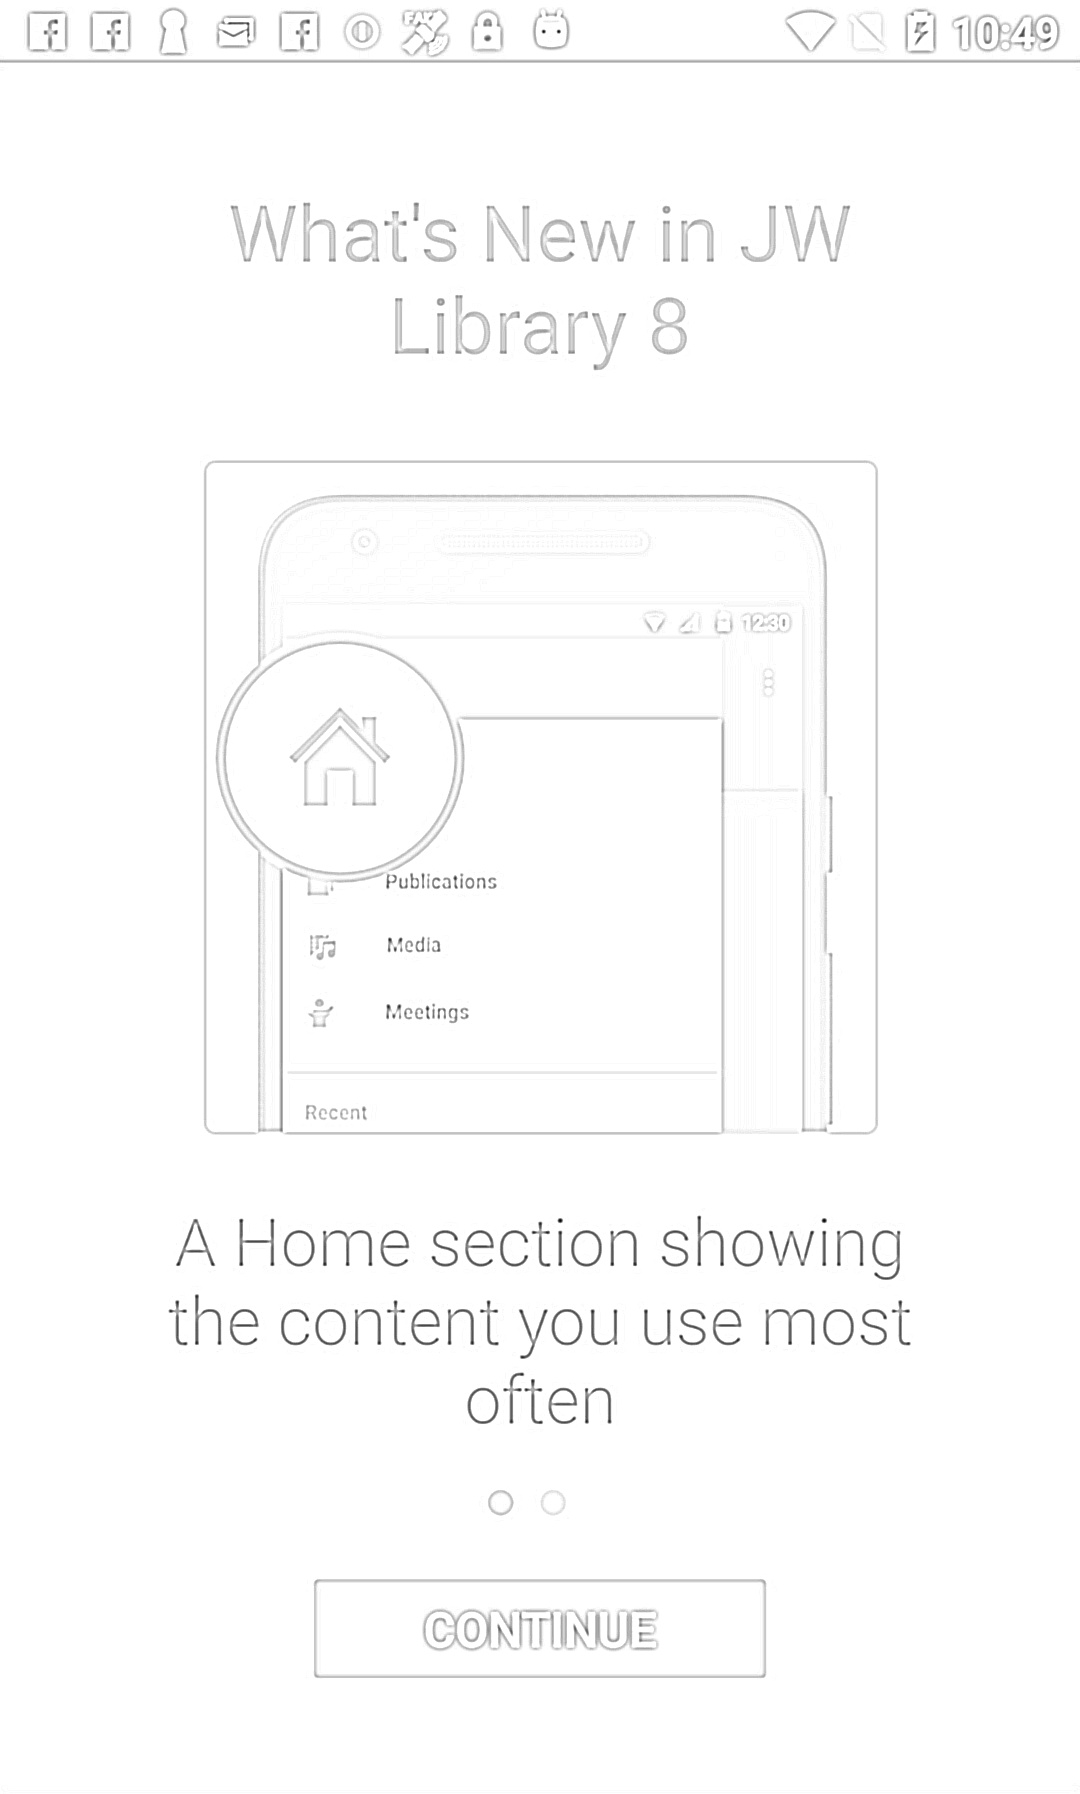 FAKE
10:49
What's New in JW
Library 8
12:30
Publications
Media
Meetings
Recent
A Home section showing
the content you use most
often
CONTINUE